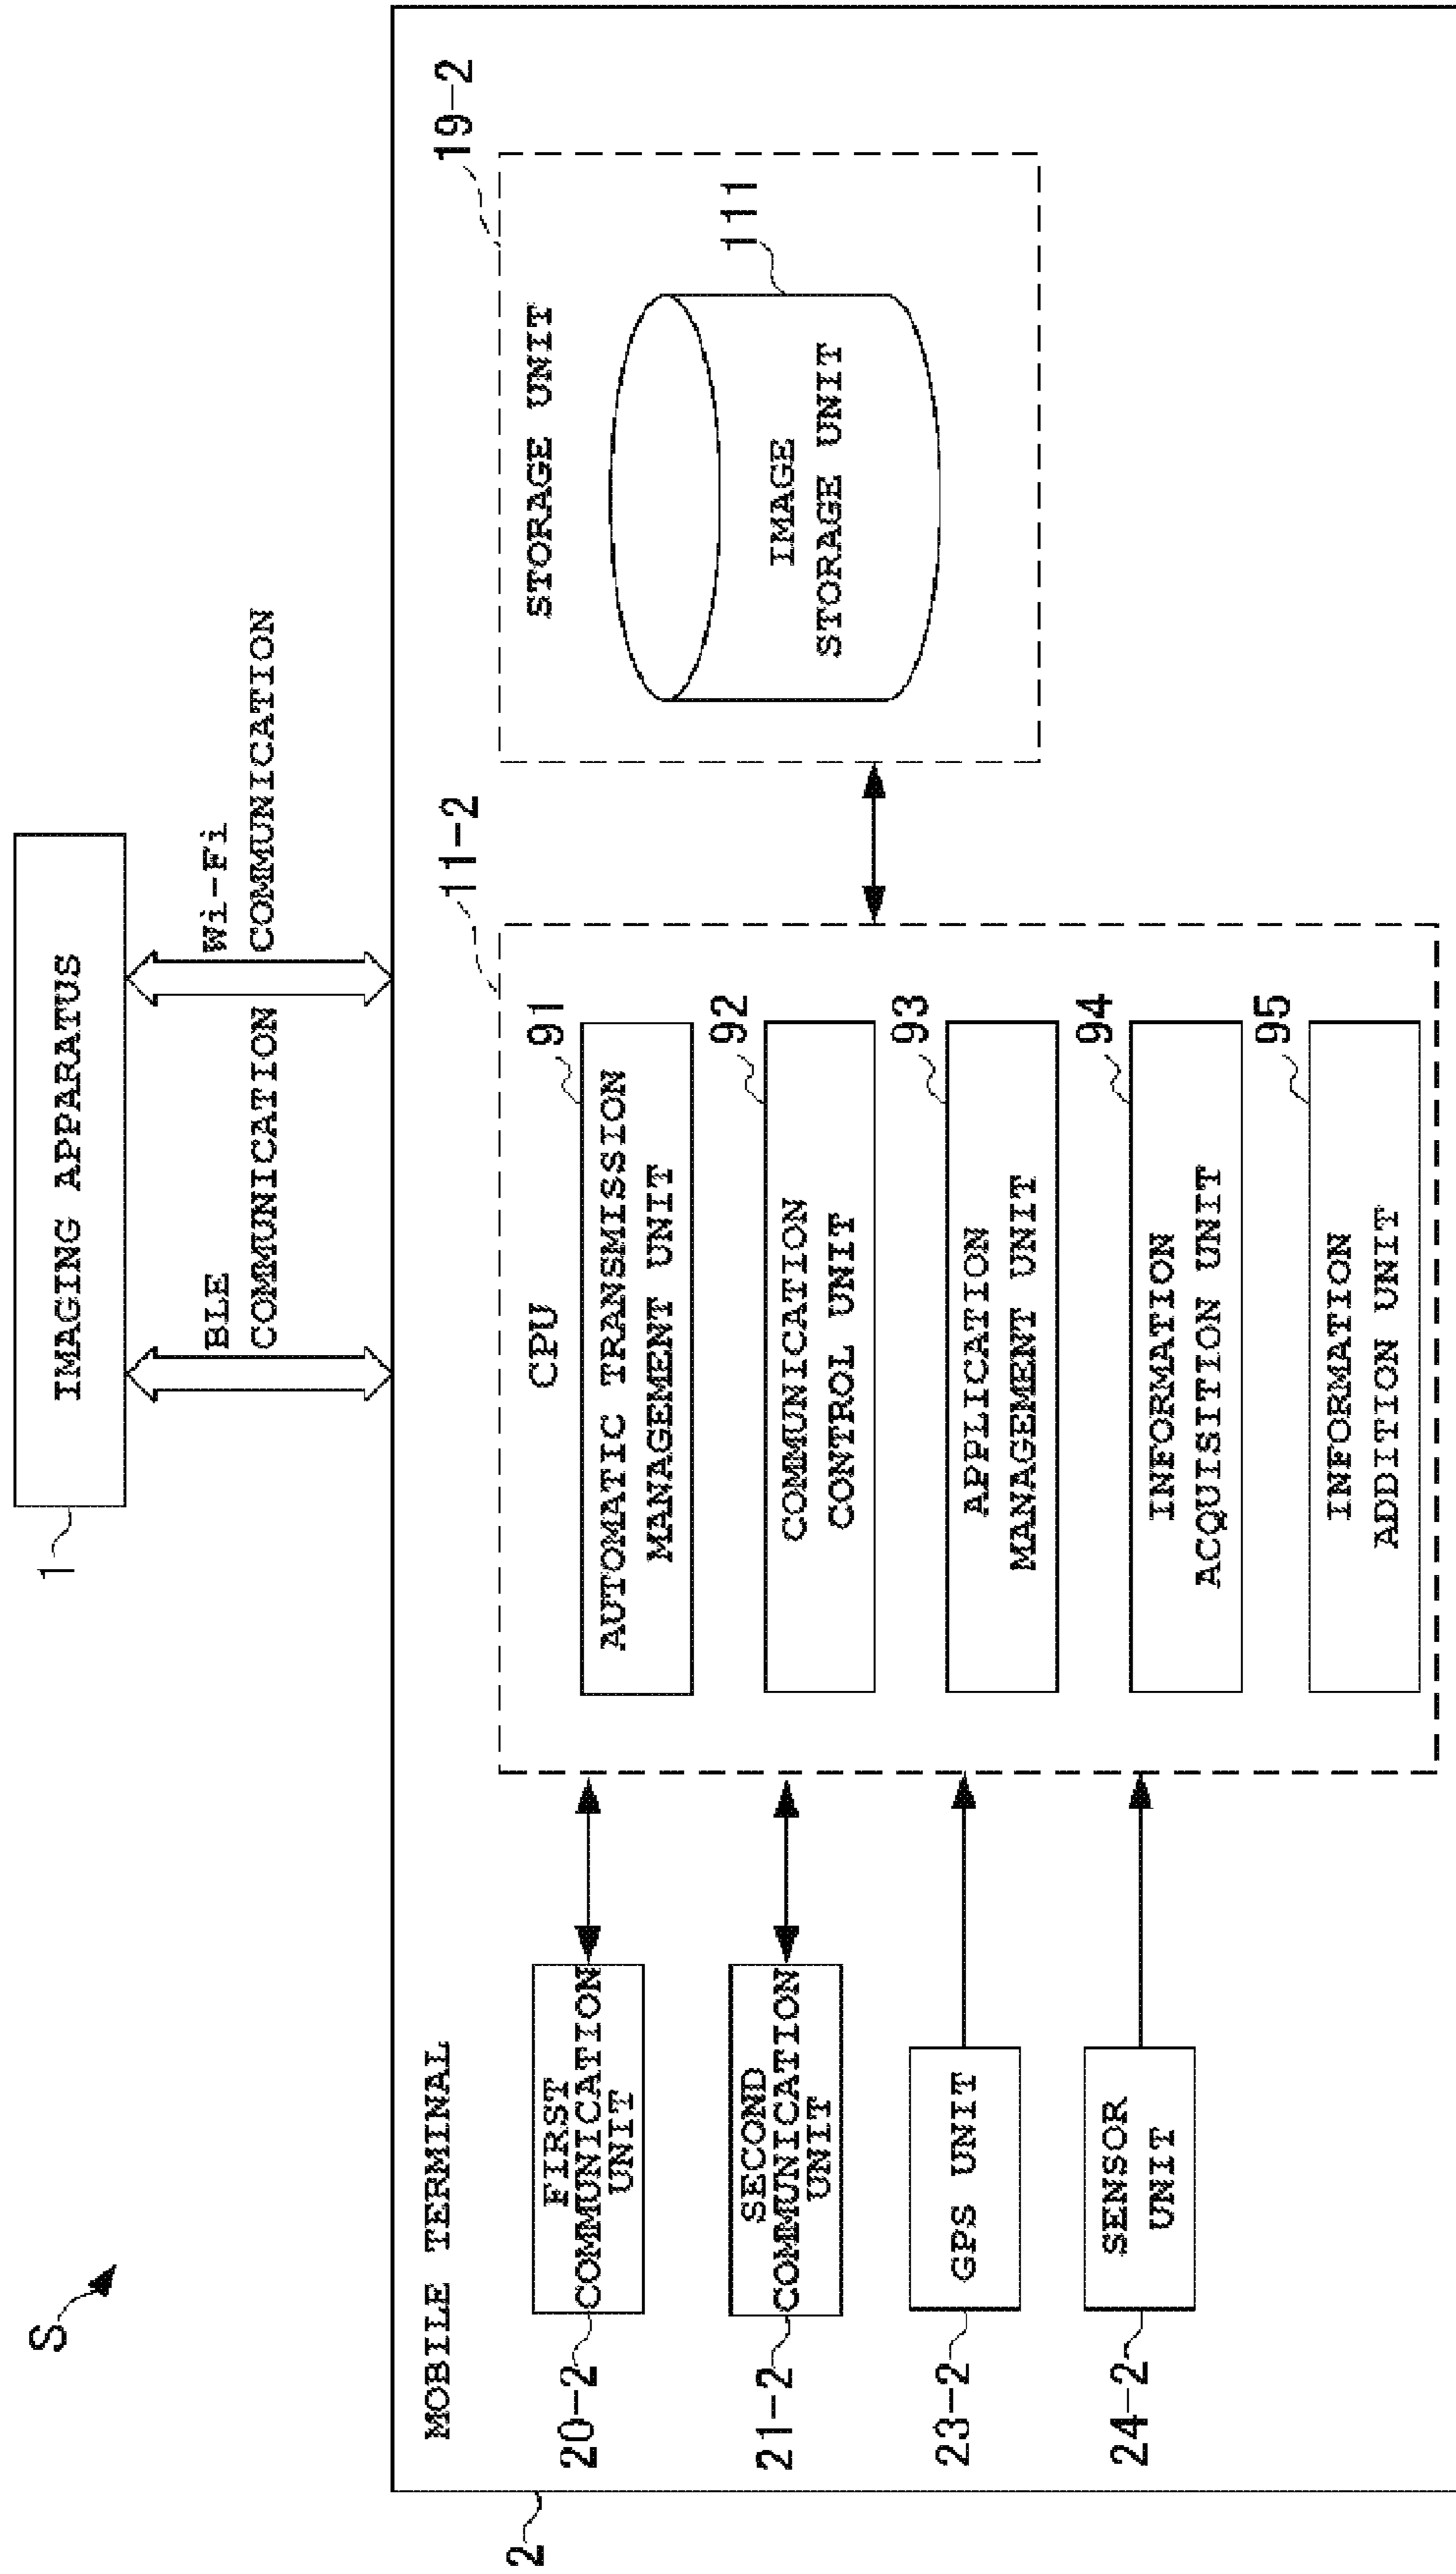 S
1
IMAGING APPARATUS
BLE
COMMUNICATION
Wi-Fi
COMMUNICATION
2
MOBILE TERMINAL
20-2
FIRST
COMMUNICATION
UNIT
21-2
SECOND
COMMUNICATION
UNIT
23-2
GPS UNIT
24-2
SENSOR
UNIT
11-2
CPU
91
AUTOMATIC TRANSMISSION
MANAGEMENT UNIT
92
COMMUNICATION
CONTROL UNIT
93
APPLICATION
MANAGEMENT UNIT
94
INFORMATION
ACQUISITION UNIT
95
INFORMATION
ADDITION UNIT
19-2
STORAGE UNIT
111
IMAGE
STORAGE UNIT